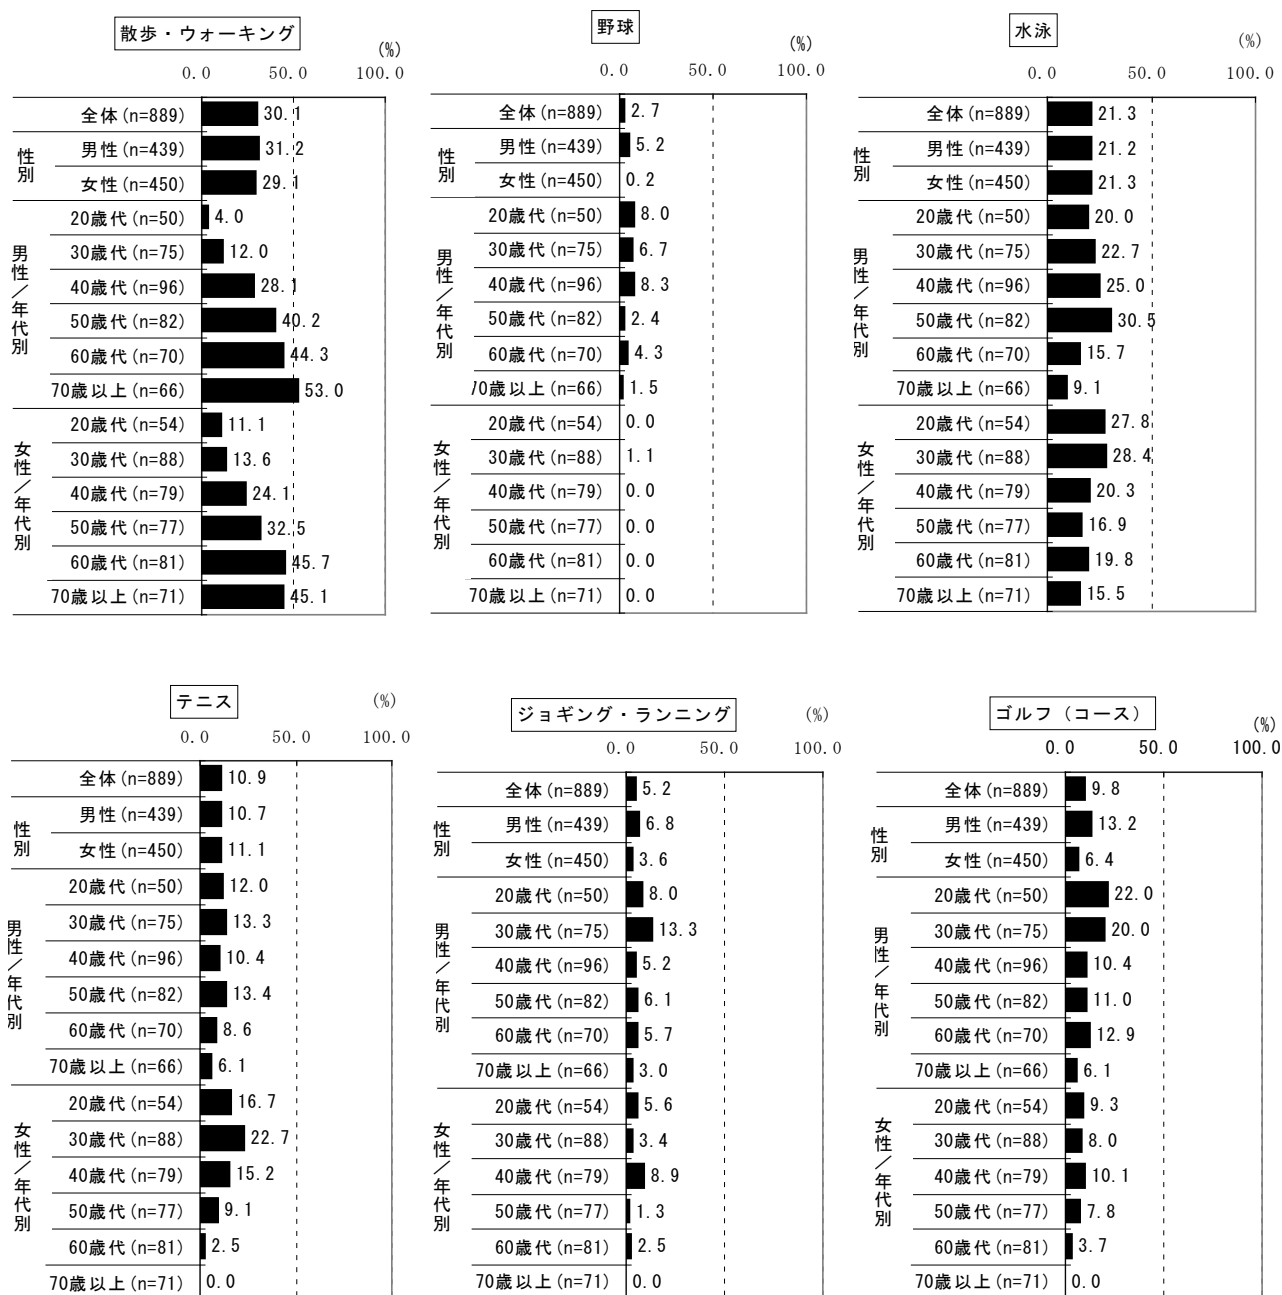 散歩・ウォーキング
(%)
0.0 50.0 100.0
全体(n=889) 30.1
性別
男性(n=439) 31.2
女性(n=450) 29.1
男性/年代別
20歳代(n=50) 4.0
30歳代(n=75) 12.0
40歳代(n=96) 28.1
50歳代(n=82) 40.2
60歳代(n=70) 44.3
70歳以上(n=66) 53.0
女性/年代別
20歳代(n=54) 11.1
30歳代(n=88) 13.6
40歳代(n=79) 24.1
50歳代(n=77) 32.5
60歳代(n=81) 45.7
70歳以上(n=71) 45.1
野球
(%)
0.0 50.0 100.0
全体(n=889) 2.7
性別
男性(n=439) 5.2
女性(n=450) 0.2
男性/年代別
20歳代(n=50) 8.0
30歳代(n=75) 6.7
40歳代(n=96) 8.3
50歳代(n=82) 2.4
60歳代(n=70) 4.3
70歳以上(n=66) 1.5
女性/年代別
20歳代(n=54) 0.0
30歳代(n=88) 1.1
40歳代(n=79) 0.0
50歳代(n=77) 0.0
60歳代(n=81) 0.0
70歳以上(n=71) 0.0
水泳
(%)
0.0 50.0 100.0
全体(n=889) 21.3
性別
男性(n=439) 21.2
女性(n=450) 21.3
男性/年代別
20歳代(n=50) 20.0
30歳代(n=75) 22.7
40歳代(n=96) 25.0
50歳代(n=82) 30.5
60歳代(n=70) 15.7
70歳以上(n=66) 9.1
女性/年代別
20歳代(n=54) 27.8
30歳代(n=88) 28.4
40歳代(n=79) 20.3
50歳代(n=77) 16.9
60歳代(n=81) 19.8
70歳以上(n=71) 15.5
テニス
(%)
0.0 50.0 100.0
全体(n=889) 10.9
性別
男性(n=439) 10.7
女性(n=450) 11.1
男性/年代別
20歳代(n=50) 12.0
30歳代(n=75) 13.3
40歳代(n=96) 10.4
50歳代(n=82) 13.4
60歳代(n=70) 8.6
70歳以上(n=66) 6.1
女性/年代別
20歳代(n=54) 16.7
30歳代(n=88) 22.7
40歳代(n=79) 15.2
50歳代(n=77) 9.1
60歳代(n=81) 2.5
70歳以上(n=71) 0.0
ジョギング・ランニング
(%)
0.0 50.0 100.0
全体(n=889) 5.2
性別
男性(n=439) 6.8
女性(n=450) 3.6
男性/年代別
20歳代(n=50) 8.0
30歳代(n=75) 13.3
40歳代(n=96) 5.2
50歳代(n=82) 6.1
60歳代(n=70) 5.7
70歳以上(n=66) 3.0
女性/年代別
20歳代(n=54) 5.6
30歳代(n=88) 3.4
40歳代(n=79) 8.9
50歳代(n=77) 1.3
60歳代(n=81) 2.5
70歳以上(n=71) 0.0
ゴルフ(コース)
(%)
0.0 50.0 100.0
全体(n=889) 9.8
性別
男性(n=439) 13.2
女性(n=450) 6.4
男性/年代別
20歳代(n=50) 22.0
30歳代(n=75) 20.0
40歳代(n=96) 10.4
50歳代(n=82) 11.0
60歳代(n=70) 12.9
70歳以上(n=66) 6.1
女性/年代別
20歳代(n=54) 9.3
30歳代(n=88) 8.0
40歳代(n=79) 10.1
50歳代(n=77) 7.8
60歳代(n=81) 3.7
70歳以上(n=71) 0.0